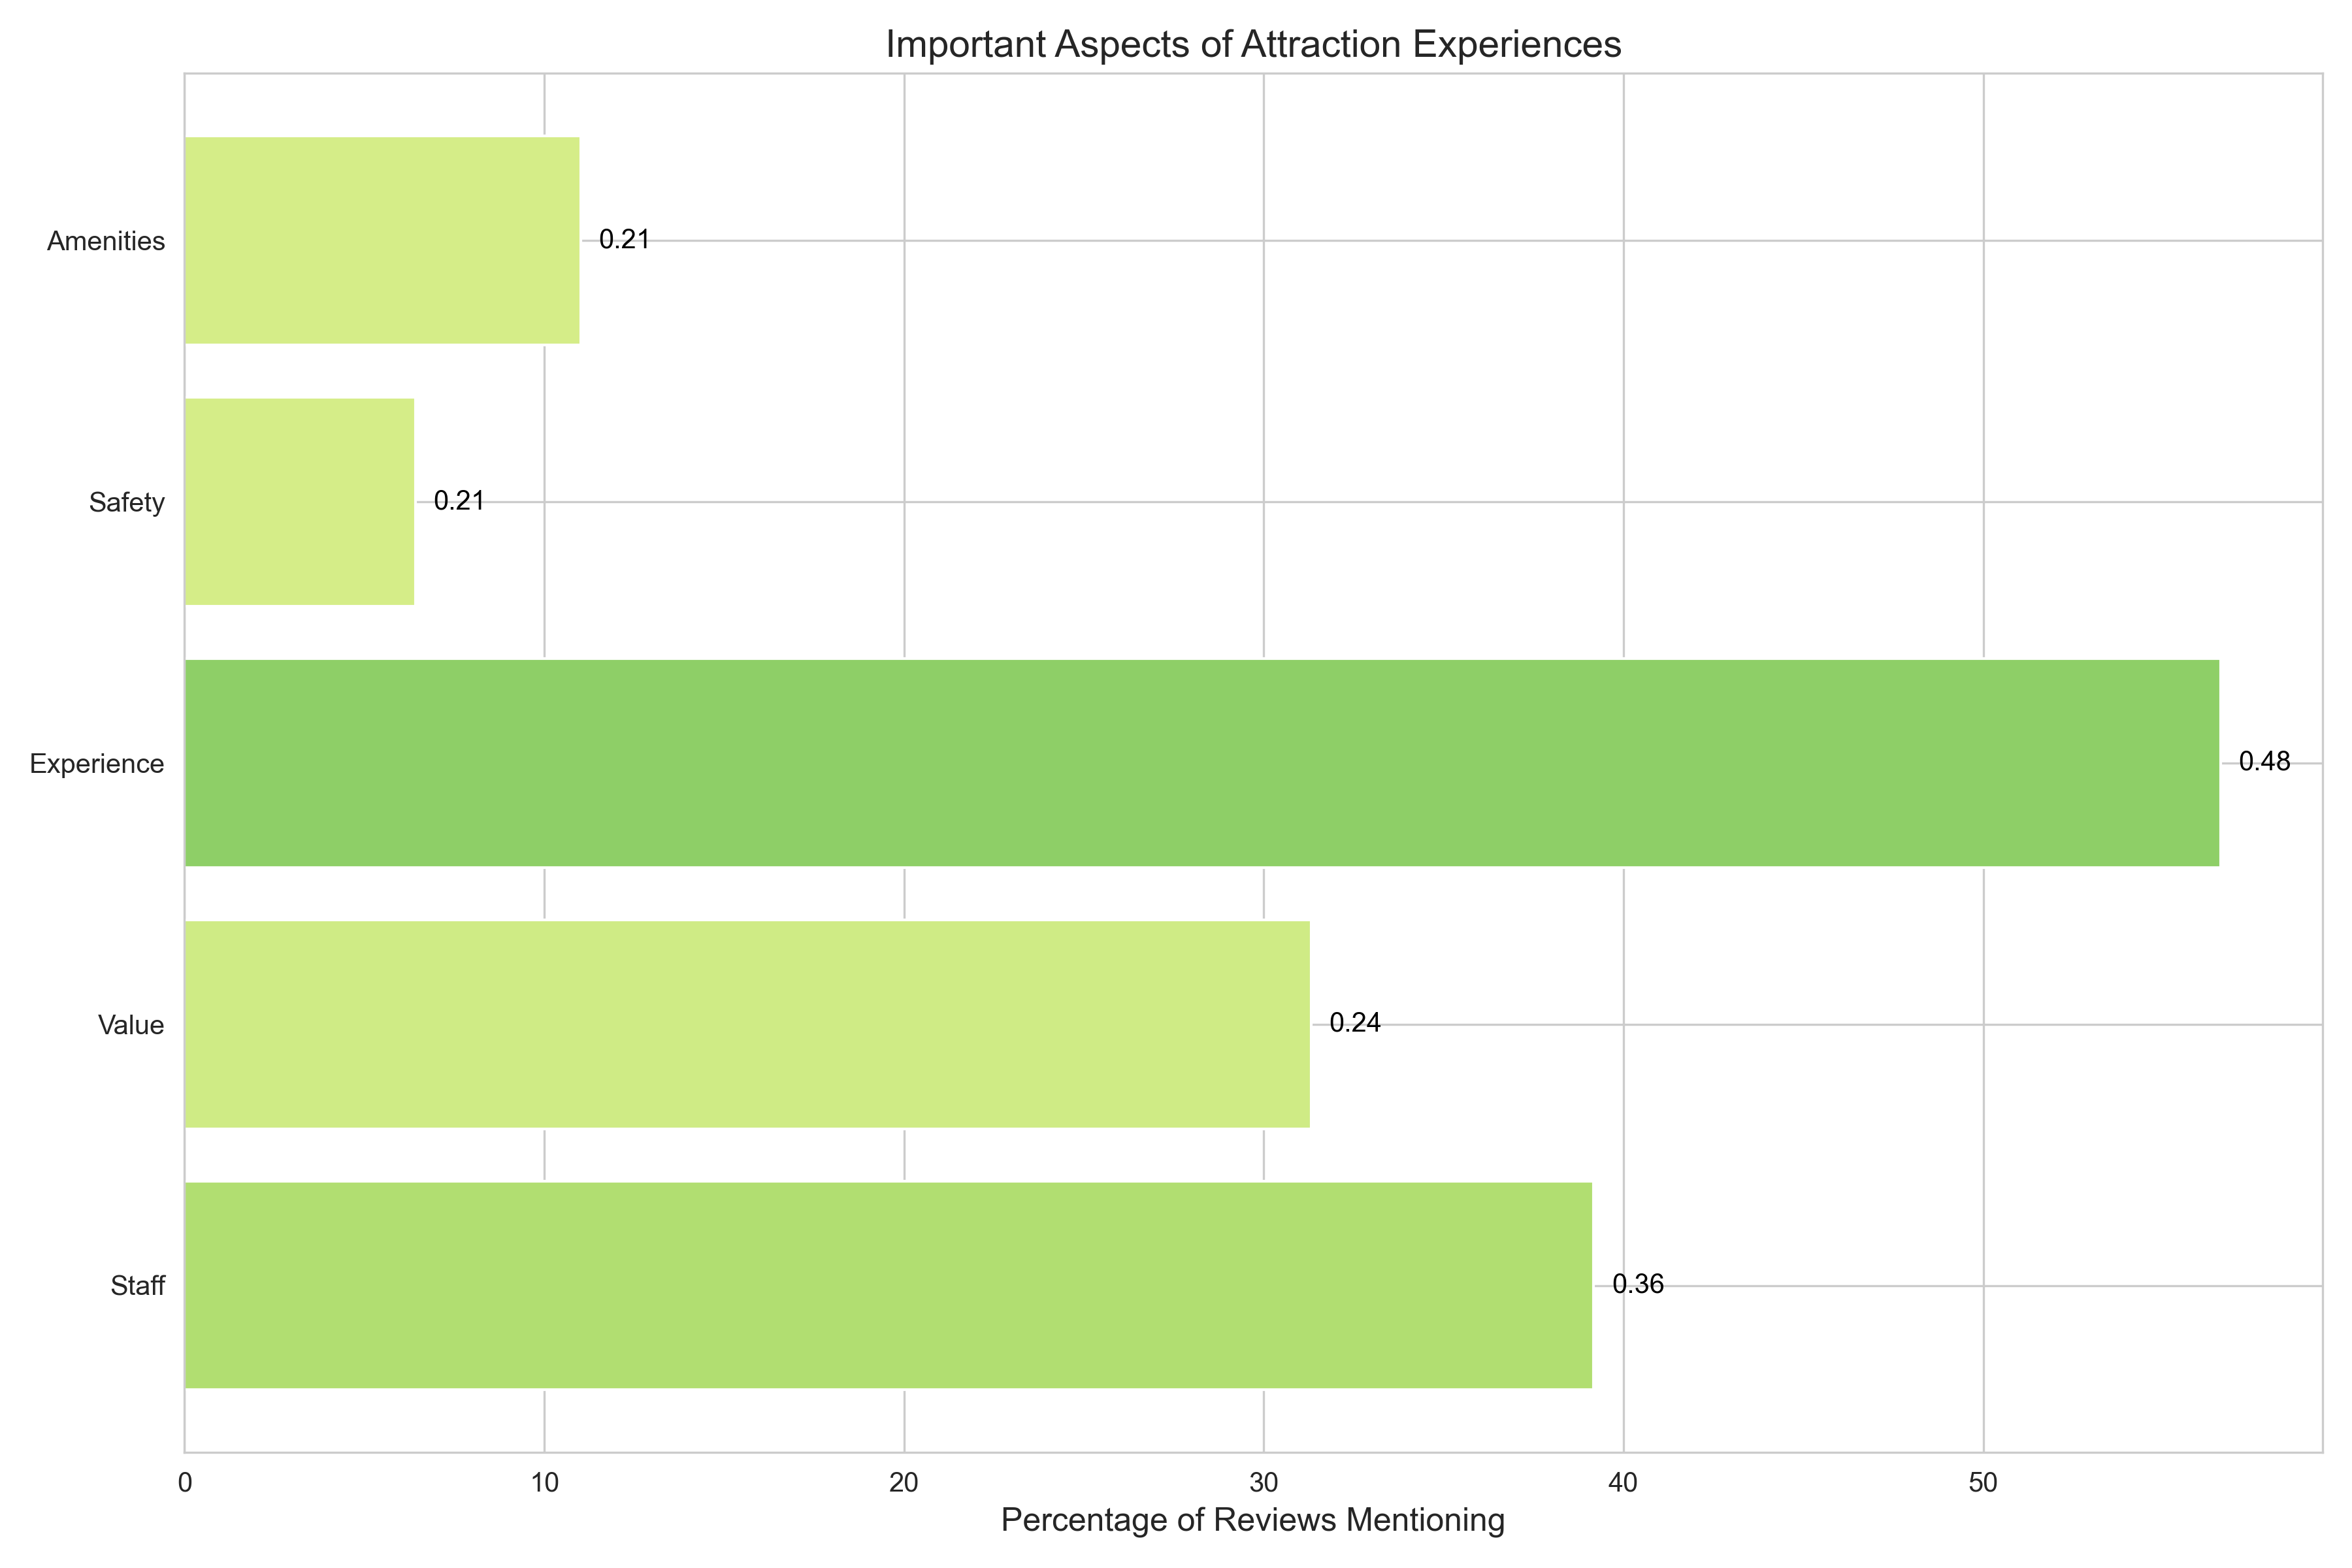 Important Aspects of Attraction Experiences
Amenities
0.21
Safety
0.21
Experience
0.48
Value
0.24
Staff
0.36
0 10 20 30 40 50
Percentage of Reviews Mentioning